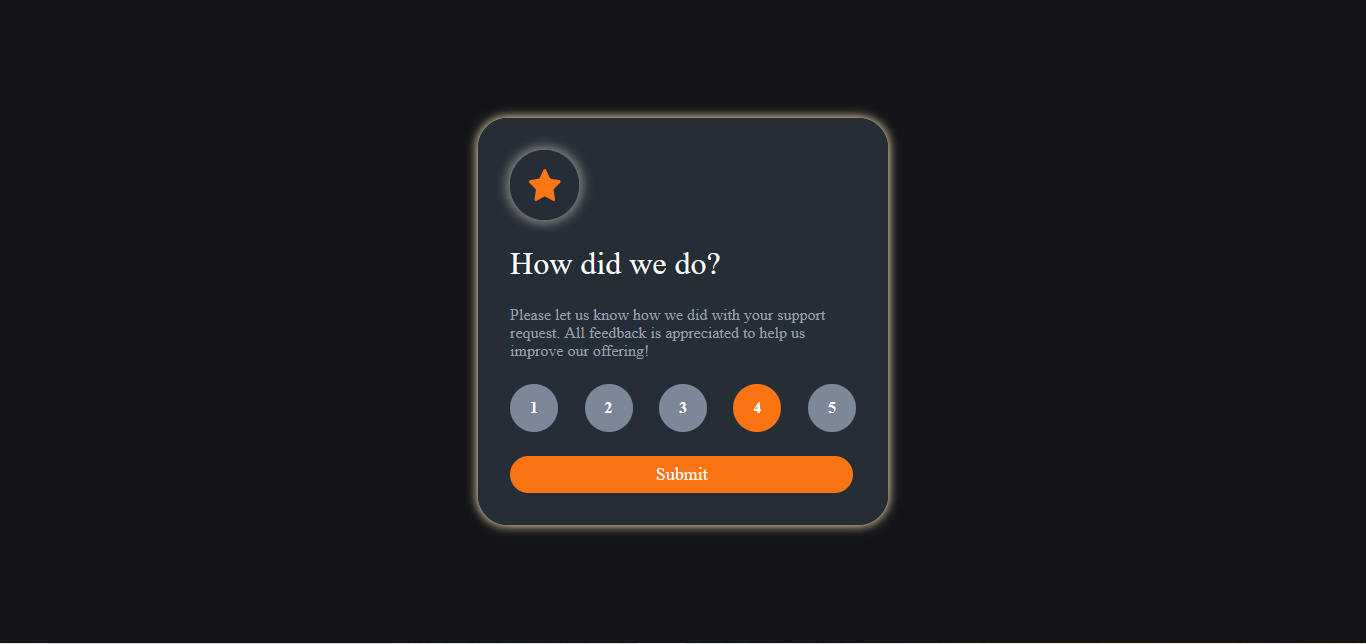 How did we do?
Please let us know how we did with your support
request. All feedback is appreciated to help us
improve our offering!
1 2 3 4 5
Submit